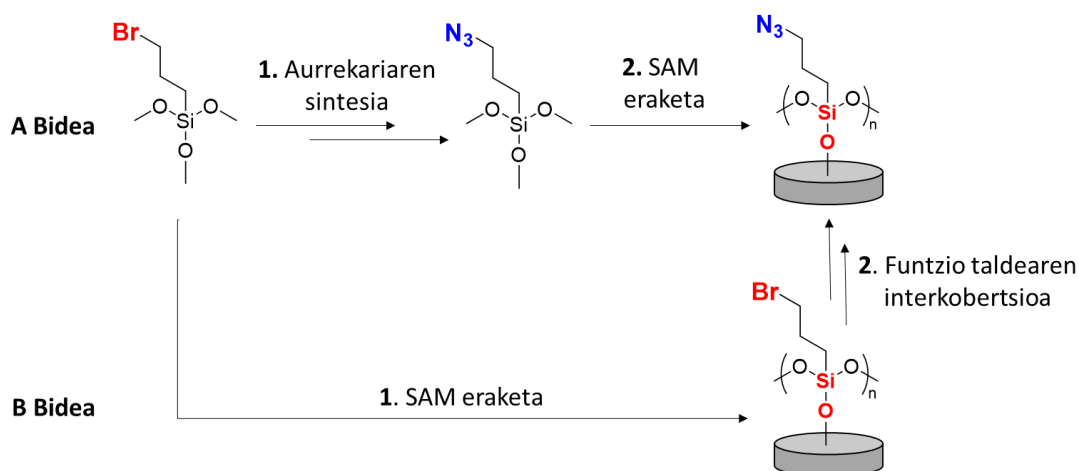 Br
N3
N3
1. Aurrekariaren
sintesia
2. SAM
eraketa
A Bidea
O Si O
O
O Si O
O
( O Si O )n
O
2. Funtzio taldearen
interkobertsioa
Br
( O Si O )n
O
1. SAM eraketa
B Bidea